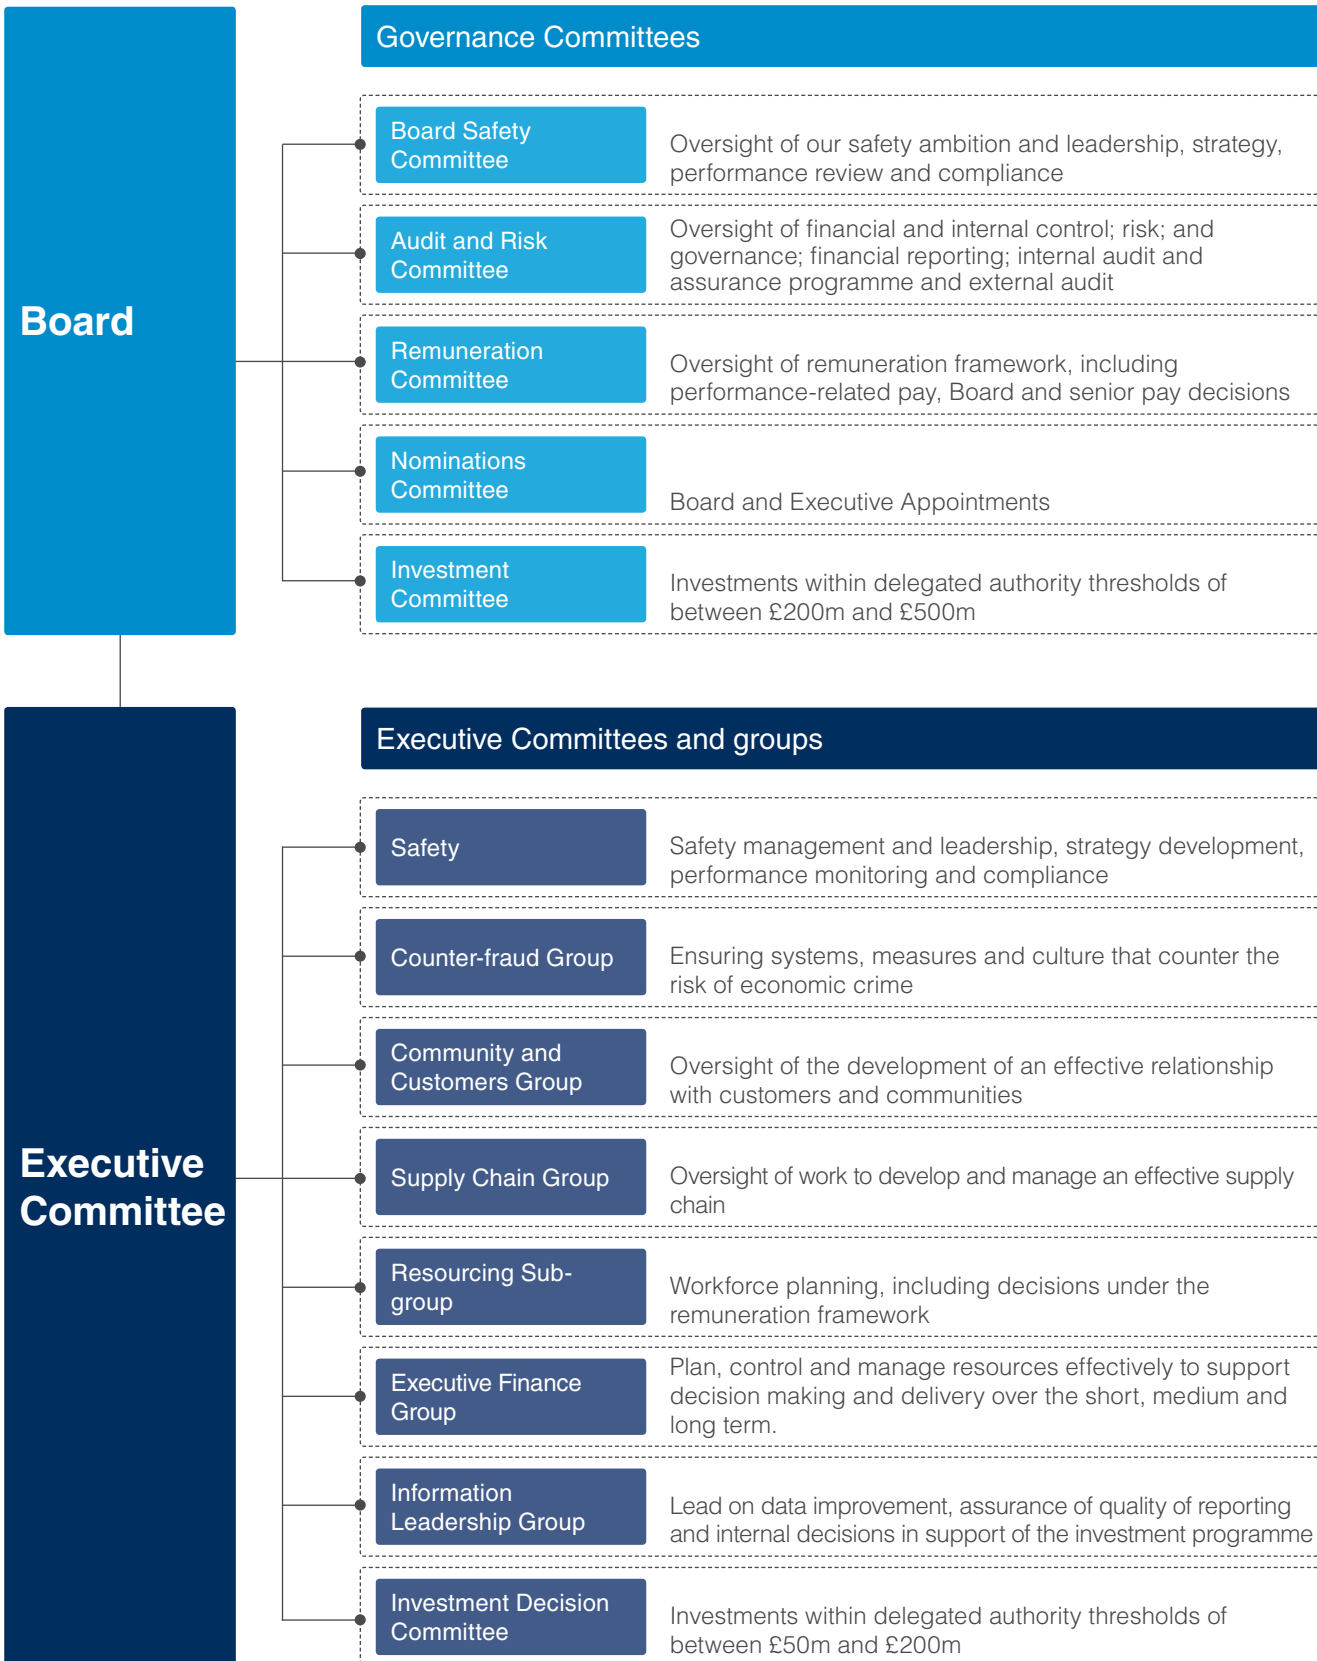 Governance Committees
Board
Board Safety
Committee
Oversight of our safety ambition and leadership, strategy,
performance review and compliance
Audit and Risk
Committee
Oversight of financial and internal control; risk; and
governance; financial reporting; internal audit and
assurance programme and external audit
Remuneration
Committee
Oversight of remuneration framework, including
performance-related pay, Board and senior pay decisions
Nominations
Committee
Board and Executive Appointments
Investment
Committee
Investments within delegated authority thresholds of
between £200m and £500m
Executive Committees and groups
Executive
Committee
Safety
Safety management and leadership, strategy development,
performance monitoring and compliance
Counter-fraud Group
Ensuring systems, measures and culture that counter the
risk of economic crime
Community and
Customers Group
Oversight of the development of an effective relationship
with customers and communities
Supply Chain Group
Oversight of work to develop and manage an effective supply
chain
Resourcing Sub-
group
Workforce planning, including decisions under the
remuneration framework
Executive Finance
Group
Plan, control and manage resources effectively to support
decision making and delivery over the short, medium and
long term.
Information
Leadership Group
Lead on data improvement, assurance of quality of reporting
and internal decisions in support of the investment programme
Investment Decision
Committee
Investments within delegated authority thresholds of
between £50m and £200m